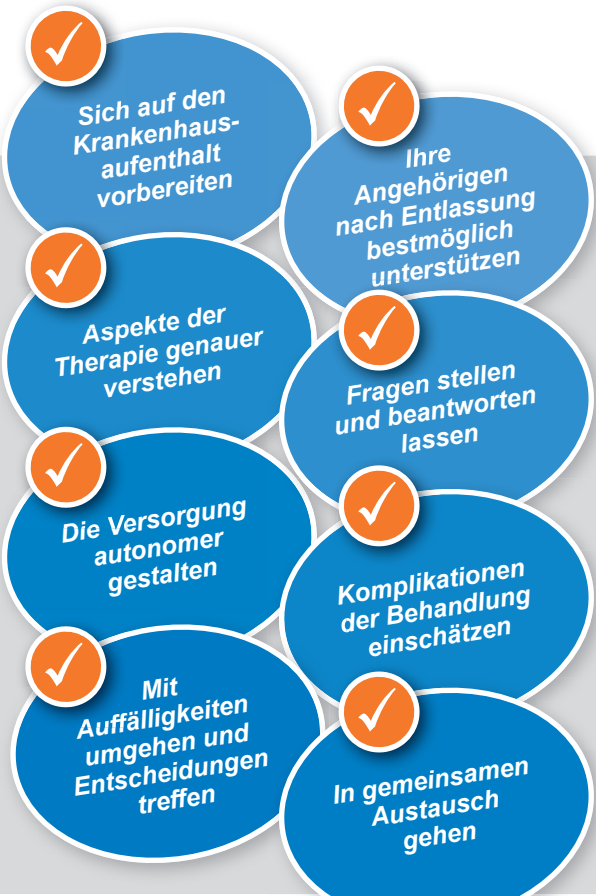 Sich auf den
Krankenhaus-
aufenthalt
vorbereiten
Ihre
Angehörigen
nach Entlassung
bestmöglich
unterstützen
Aspekte der
Therapie genauer
verstehen
Fragen stellen
und beantworten
lassen
Die Versorgung
autonomer
gestalten
Komplikationen
der Behandlung
einschätzen
Mit
Auffälligkeiten
umgehen und
Entscheidungen
treffen
In gemeinsamen
Austausch
gehen